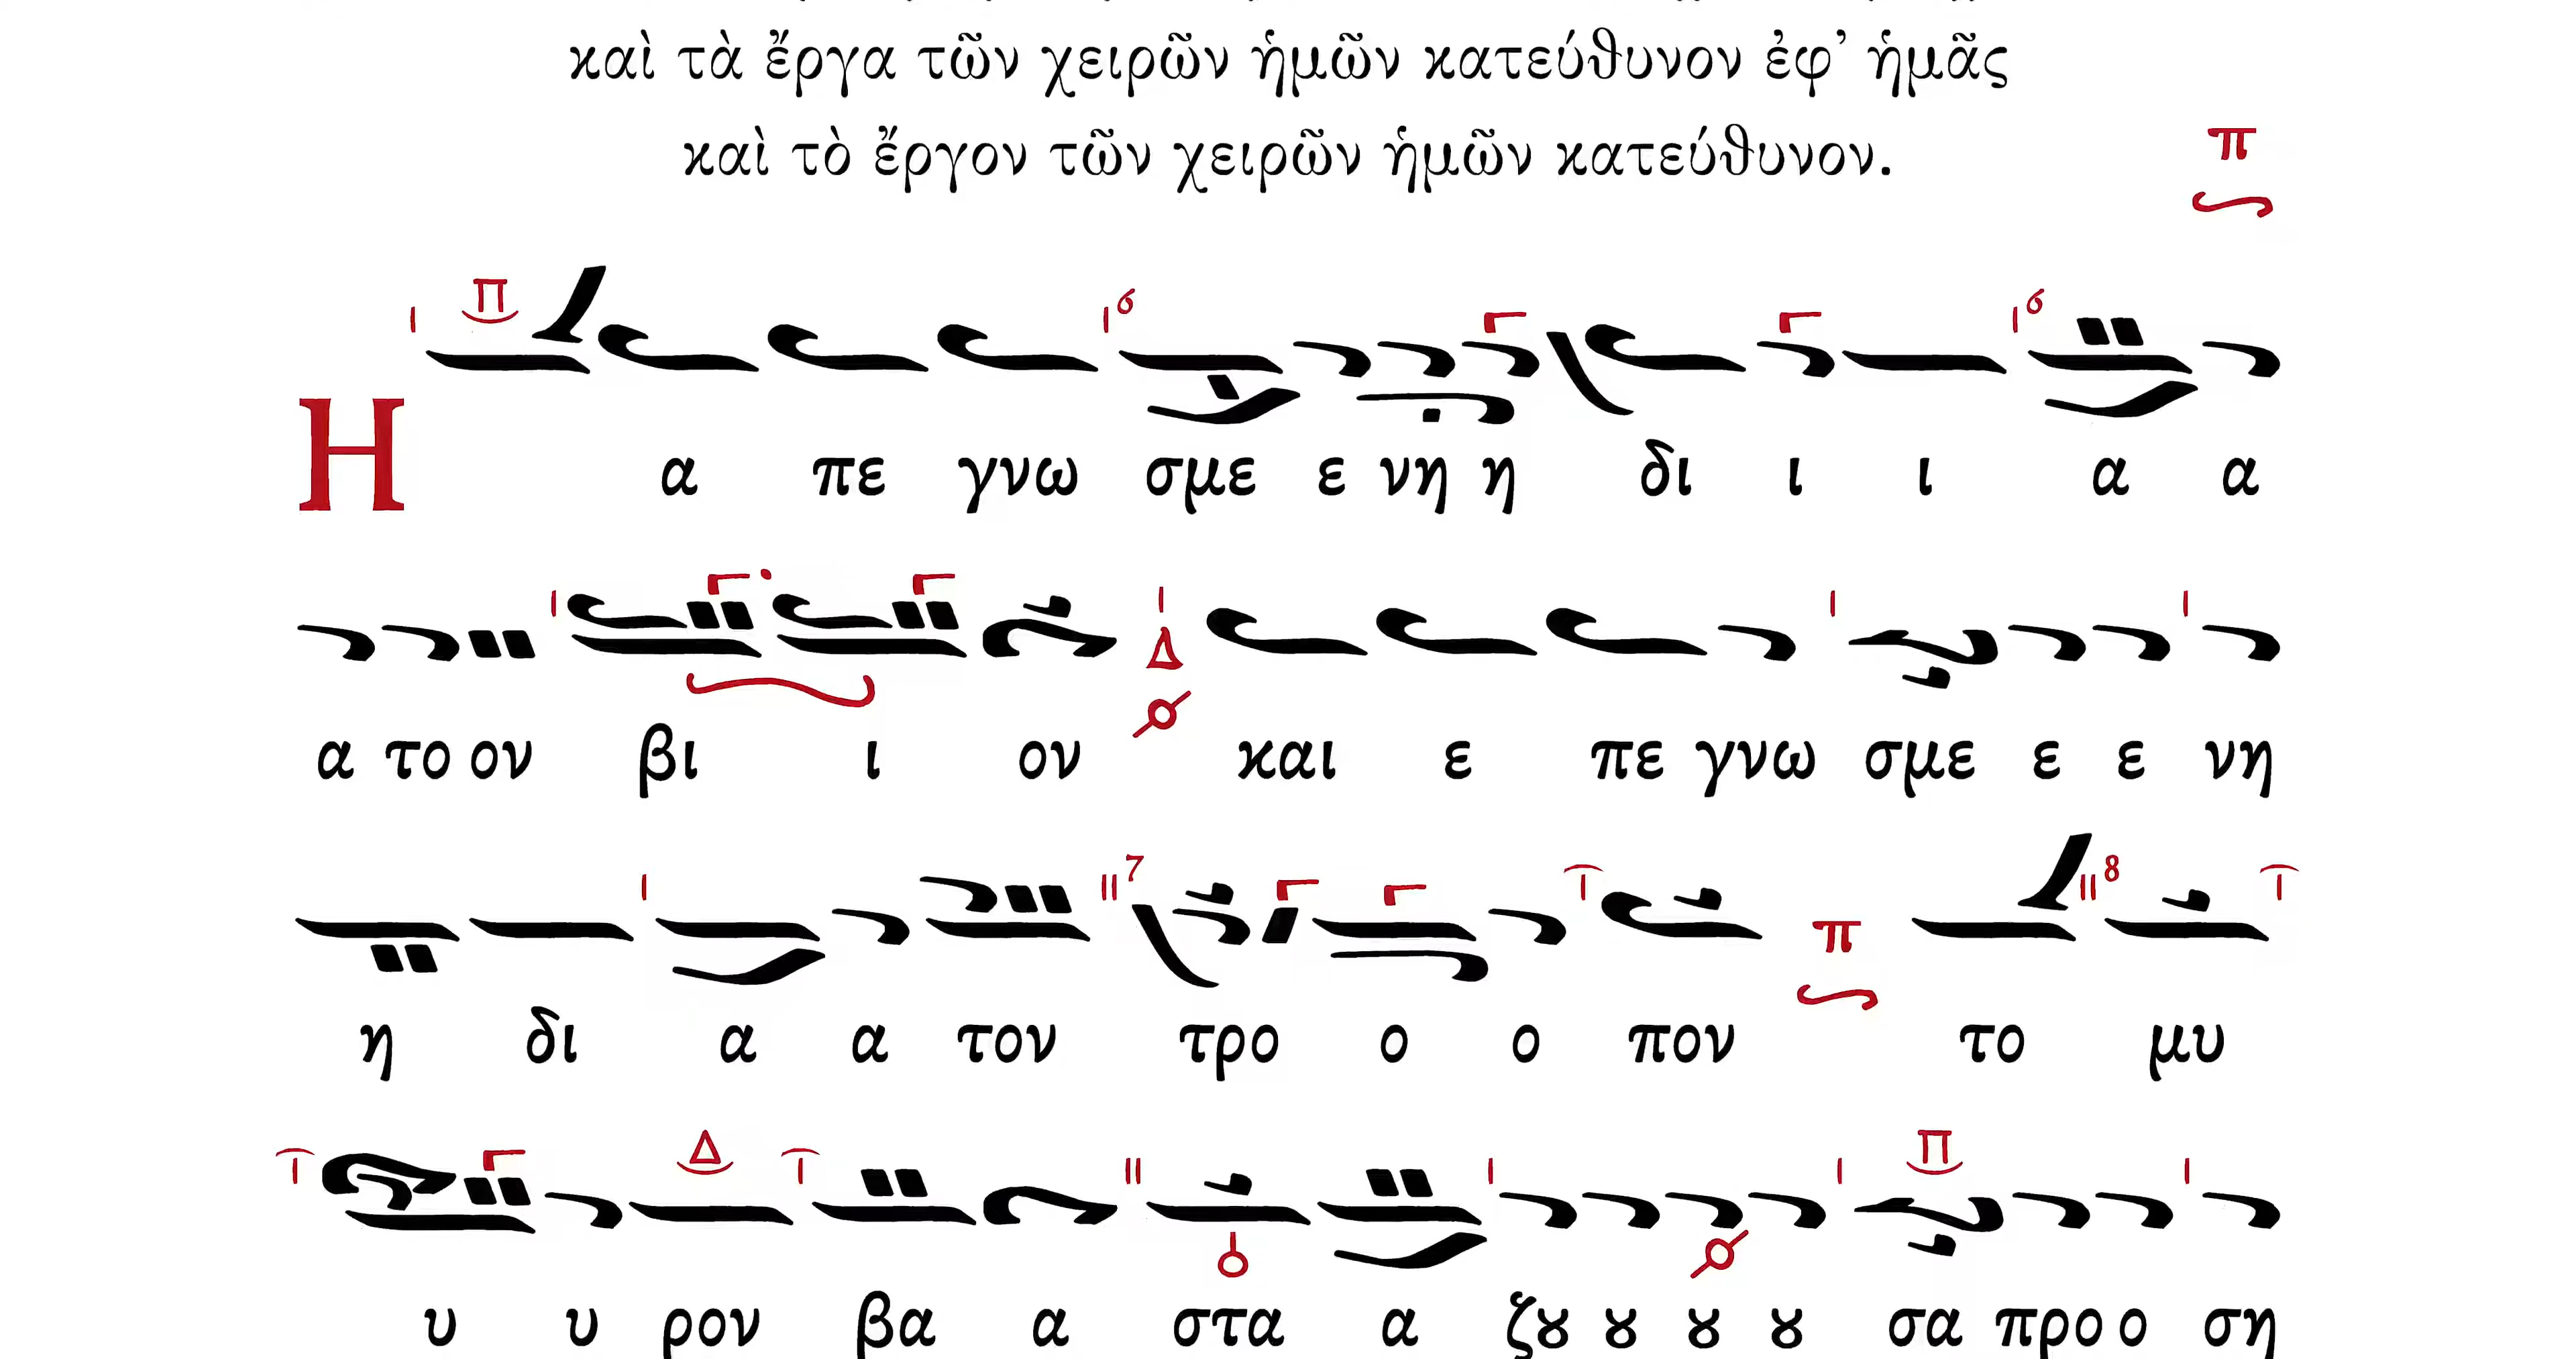 καὶ τὰ ἔργα τῶν χειρῶν ἡμῶν κατεύθυνον ἐφ’ ἡμᾶς
καὶ τὸ ἔργον τῶν χειρῶν ἡμῶν κατεύθυνον.
Η α πε γνω σμε ε νη η δι ι ι α α
α το ον βι ι ον και ε πε γνω σμε ε ε νη
η δι α α τον τρο ο ο πον το μυ
υ υ ρον βα α στα α ζȣ ȣ ȣ ȣ σα προ ο ση